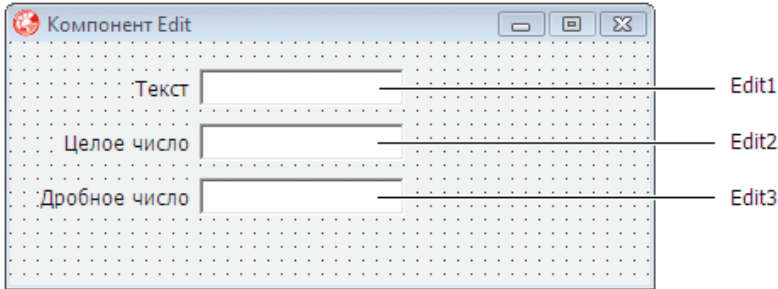 Компонент Edit
Текст Edit1
Целое число Edit2
Дробное число Edit3